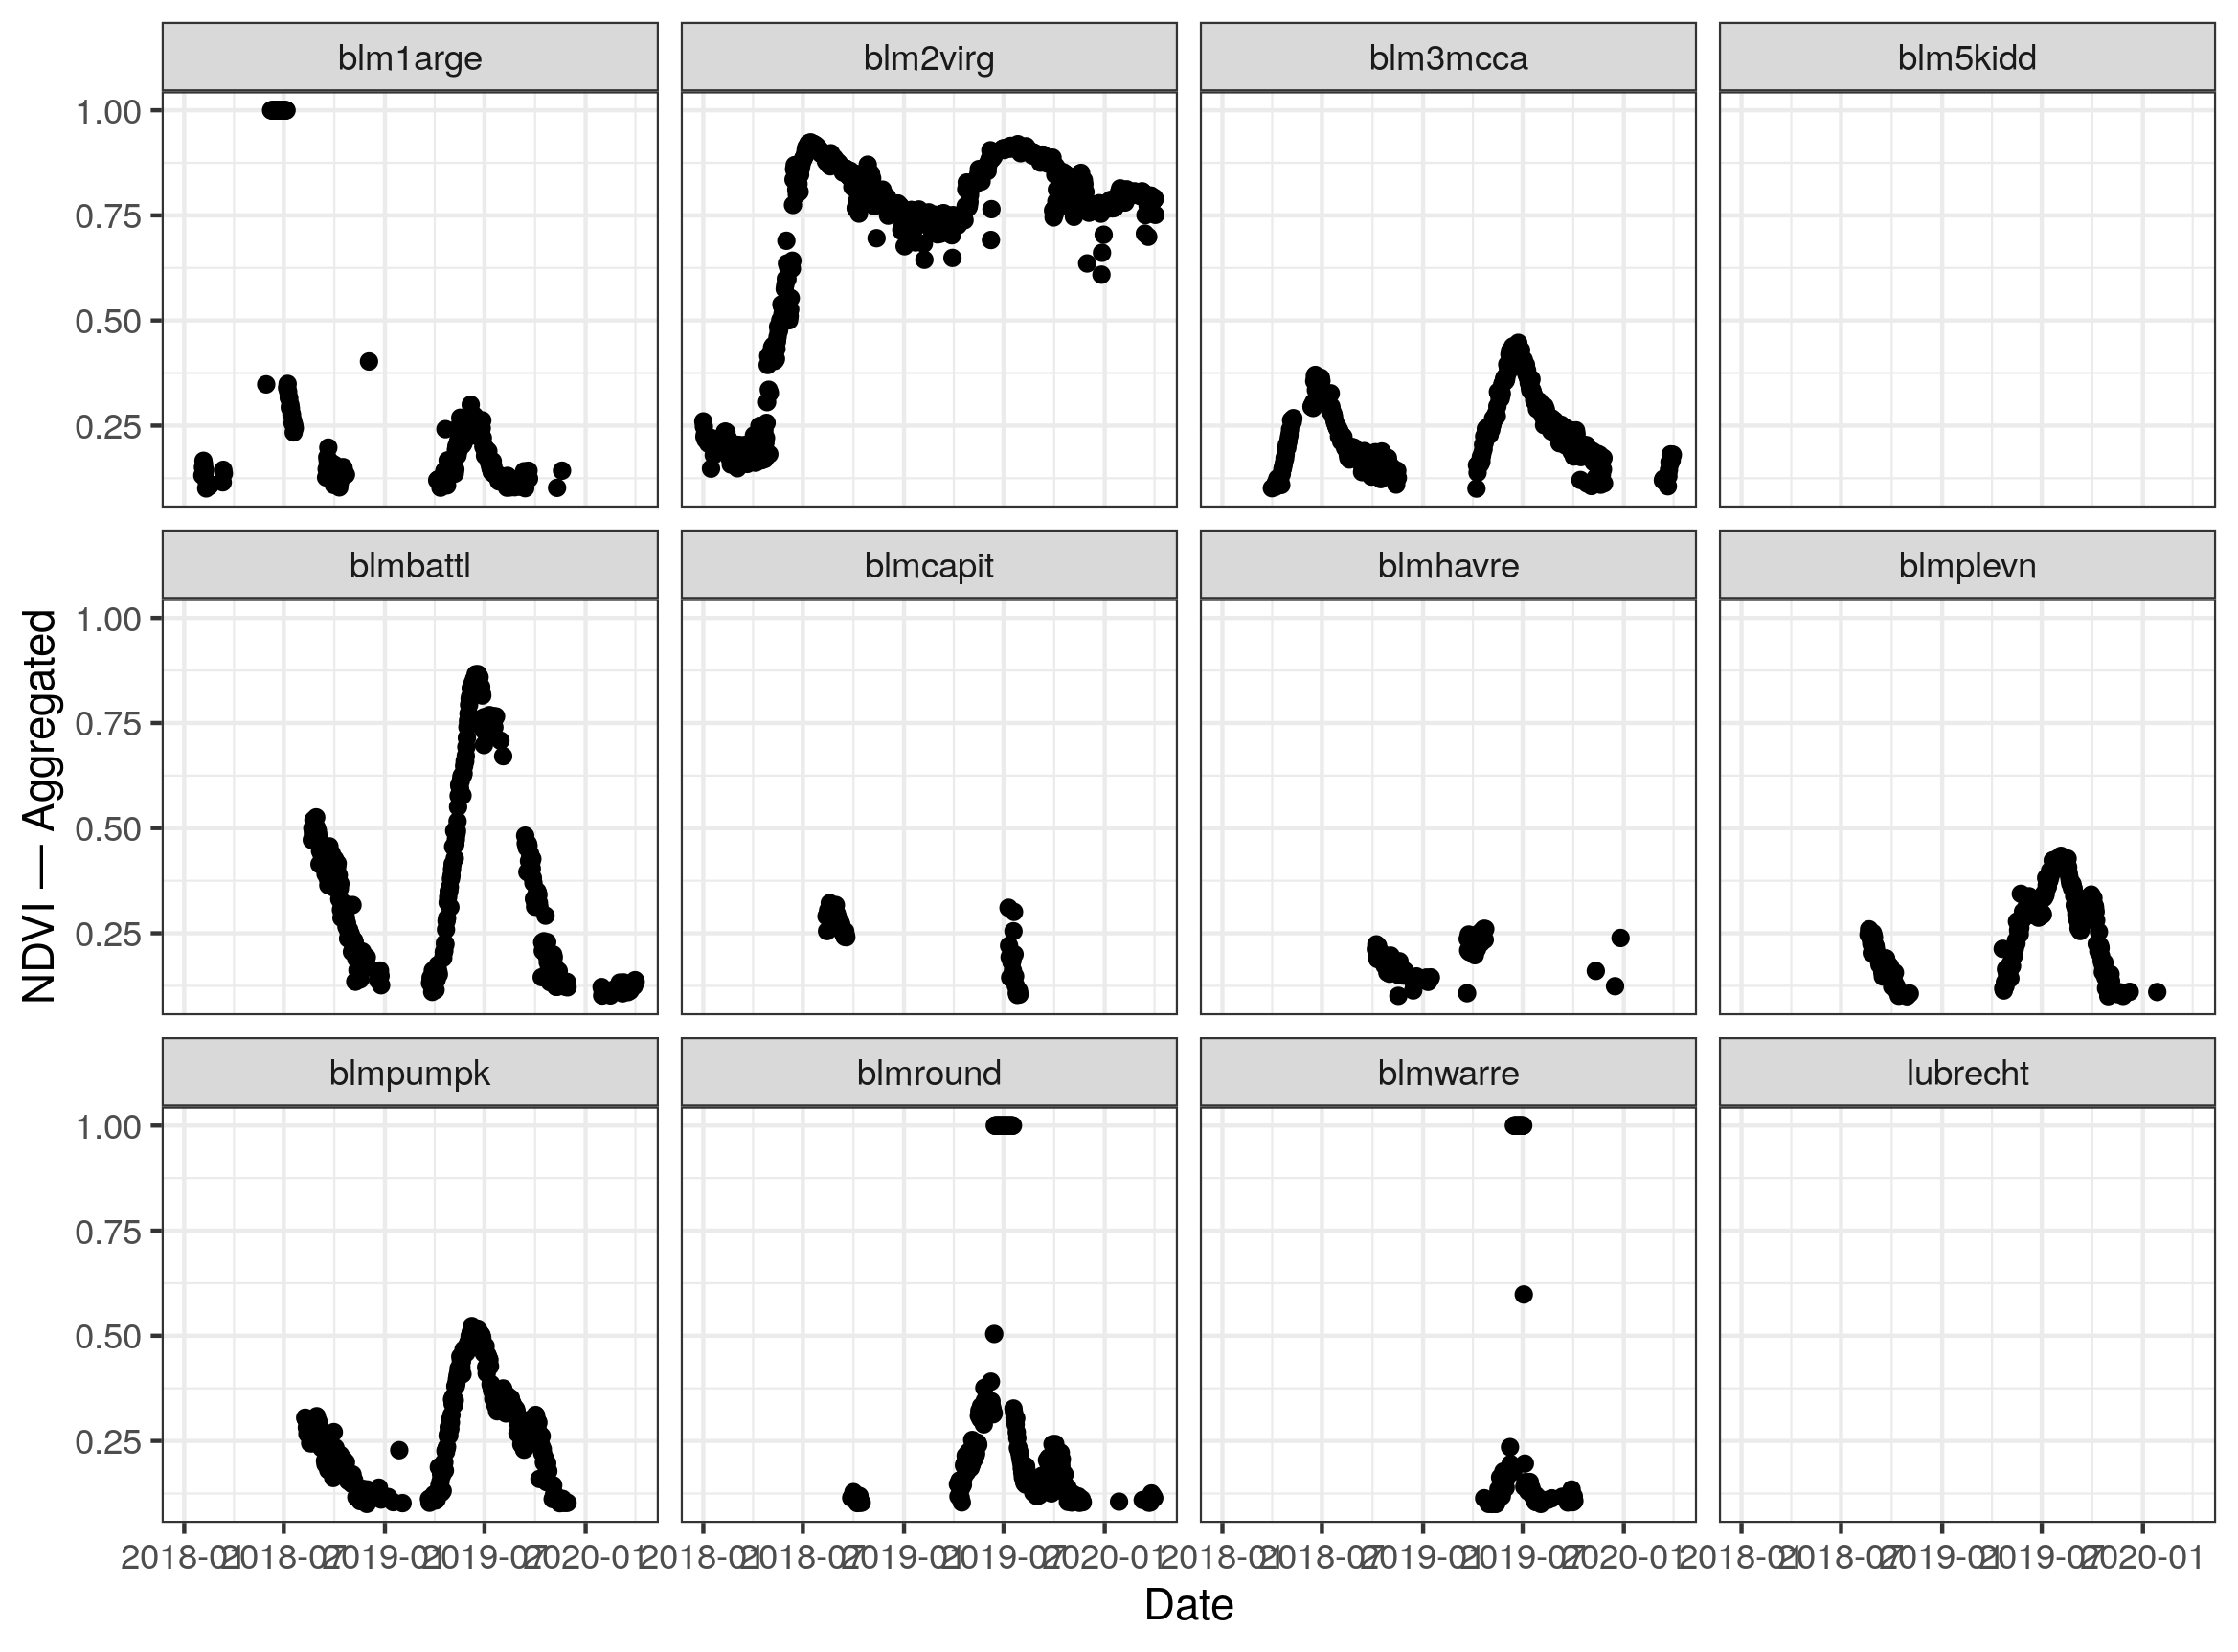 blm1arge blm2virg blm3mcca blm5kidd
1.00
0.75
0.50
0.25
blmbattl blmcapit blmhavre blmplevn
1.00
0.75
0.50
0.25
NDVI — Aggregated
blmpumpk blmround blmwarre lubrecht
1.00
0.75
0.50
0.25
2018-01 2018-07 2019-01 2019-07 2020-01 2018-01 2018-07 2019-01 2019-07 2020-01 2018-01 2018-07 2019-01 2019-07 2020-01 2018-01 2018-07 2019-01 2019-07 2020-01
Date